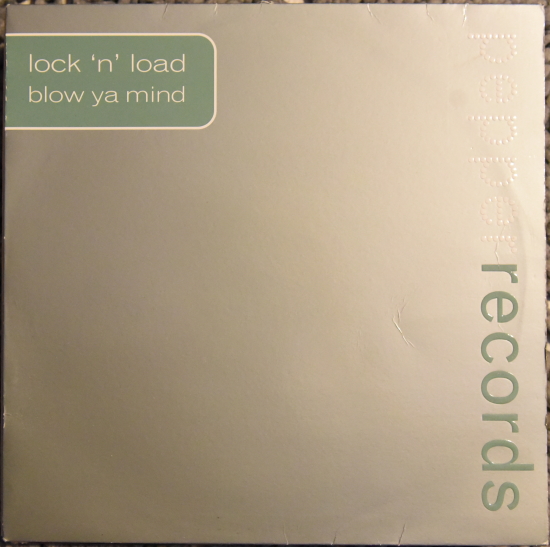 lock ‘n’ load
blow ya mind
pepper
records